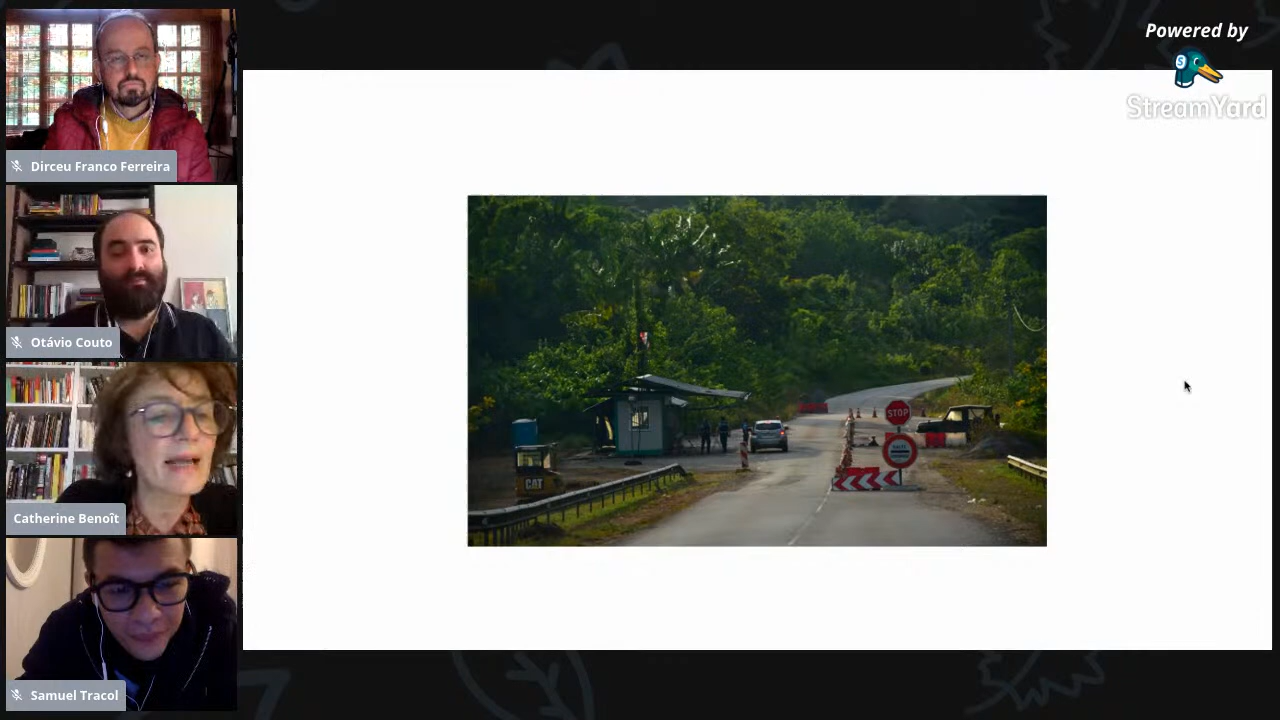 Powered by
StreamYard
Dirceu Franco Ferreira
Otávio Couto
STOP
CAT
Catherine Benoît
Samuel Tracol